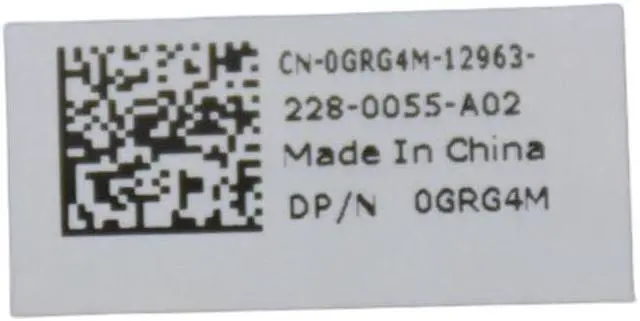 CN-0GRG4M-12963-
228-0055-A02
Made In China
DP/N 0GRG4M